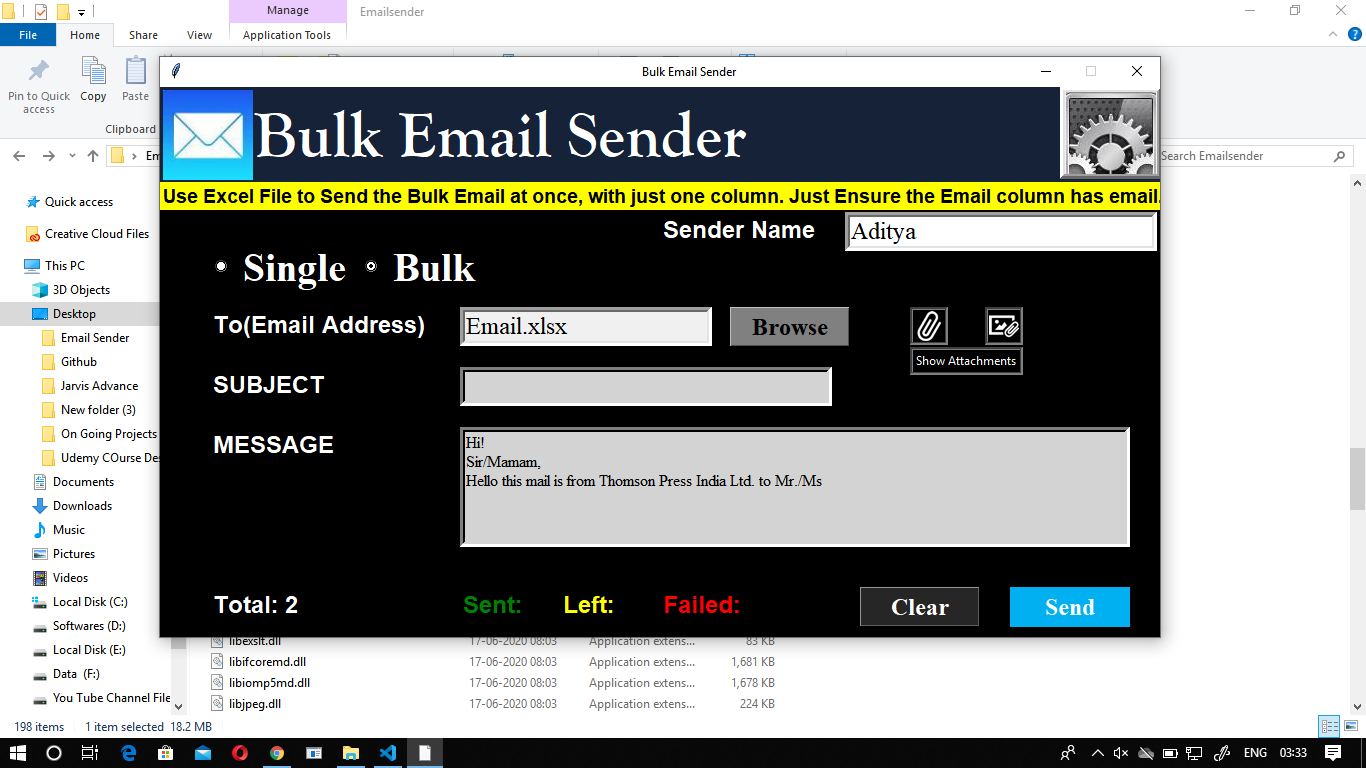 Manage
Emailsender
File
Home
Share
View
Application Tools
Pin to Quick
access
Copy
Paste
Clipboard
Search Emailsender
Quick access
Creative Cloud Files
This PC
3D Objects
Desktop
Email Sender
Github
Jarvis Advance
New folder (3)
On Going Projects
Udemy COurse De
Documents
Downloads
Music
Pictures
Videos
Local Disk (C:)
Softwares (D:)
Local Disk (E:)
Data (F:)
You Tube Channel File
Bulk Email Sender
Bulk Email Sender
Use Excel File to Send the Bulk Email at once, with just one column. Just Ensure the Email column has email.
Sender Name
Aditya
Single
Bulk
To(Email Address)
Email.xlsx
Browse
Show Attachments
SUBJECT
MESSAGE
Hi!
Sir/Mamam,
Hello this mail is from Thomson Press India Ltd. to Mr./Ms
Total: 2
Sent:
Left:
Failed:
Clear
Send
libexslt.dll 17-06-2020 08:03 Application extens... 83 KB
libifcoremd.dll 17-06-2020 08:03 Application extens... 1,681 KB
libiomp5md.dll 17-06-2020 08:03 Application extens... 1,678 KB
libjpeg.dll 17-06-2020 08:03 Application extens... 224 KB
198 items
1 item selected 18.2 MB
ENG
03:33